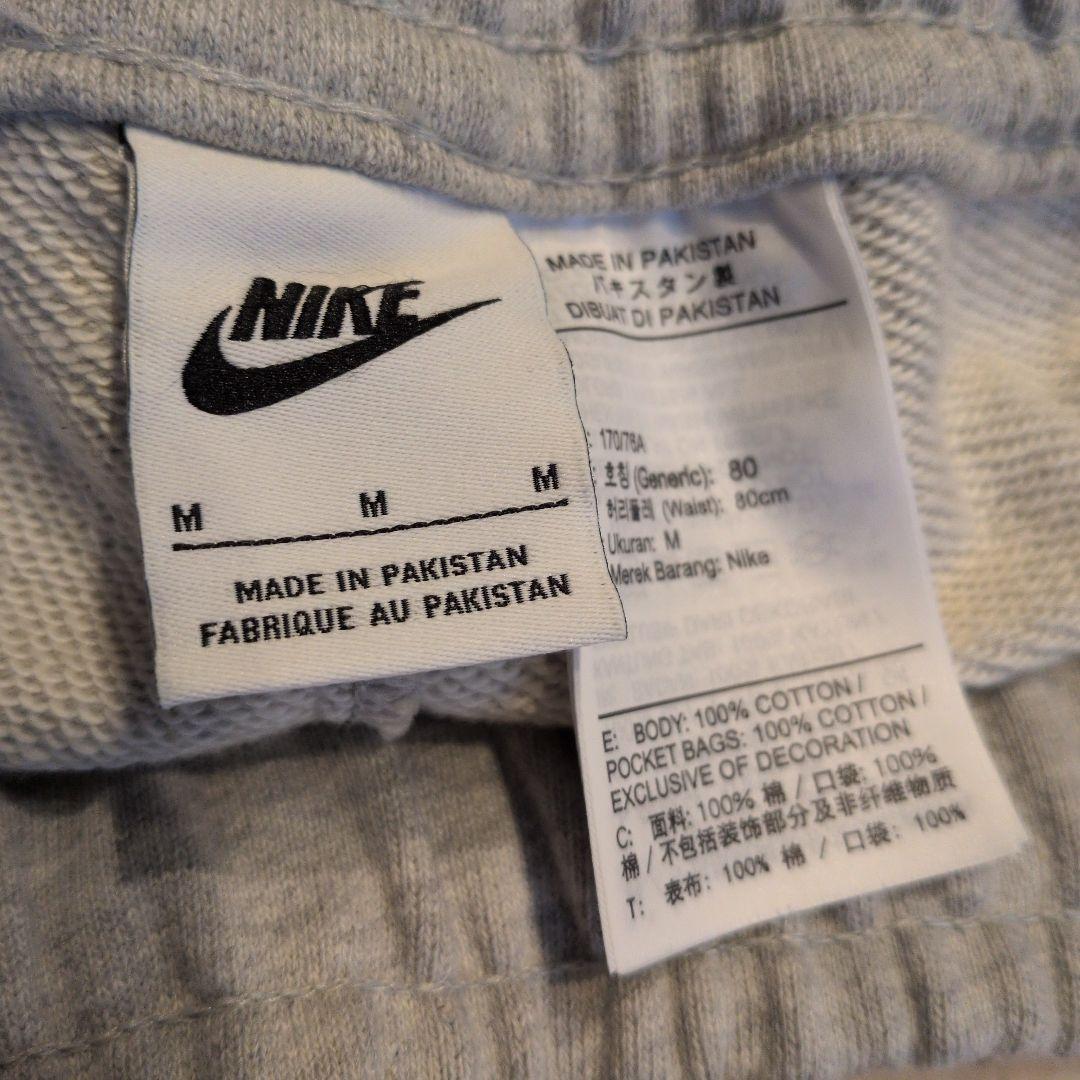 NIKE
M M M
MADE IN PAKISTAN
FABRIQUE AU PAKISTAN
MADE IN PAKISTAN
パキスタン製
DIBUAT DI PAKISTAN
: 170/76A
: 호칭 (Generic): 80
허리둘레 (Waist): 80cm
Ukuran: M
Merek Barang: Nike
E: BODY: 100% COTTON /
POCKET BAGS: 100% COTTON /
EXCLUSIVE OF DECORATION
C: 面料: 100% 棉 / 口袋: 100%
棉 / 不包括装饰部分及非纤维物质
T: 表布: 100% 棉 / 口袋: 100%